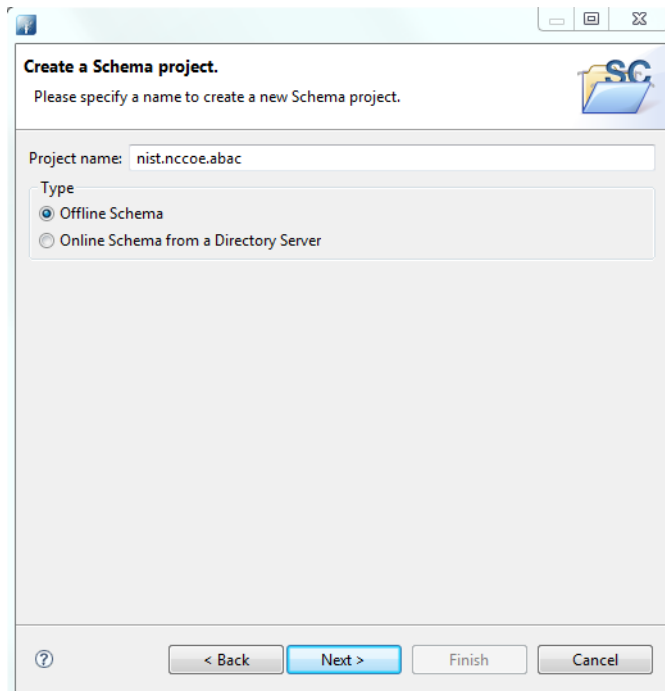 Create a Schema project.
Please specify a name to create a new Schema project.
SC
Project name: nist.nccoe.abac
Type
Offline Schema
Online Schema from a Directory Server
? < Back Next > Finish Cancel